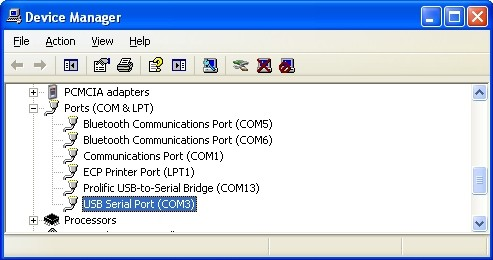 Device Manager
File Action View Help
PCMCIA adapters
Ports (COM & LPT)
Bluetooth Communications Port (COM5)
Bluetooth Communications Port (COM6)
Communications Port (COM1)
ECP Printer Port (LPT1)
Prolific USB-to-Serial Bridge (COM13)
USB Serial Port (COM3)
Processors